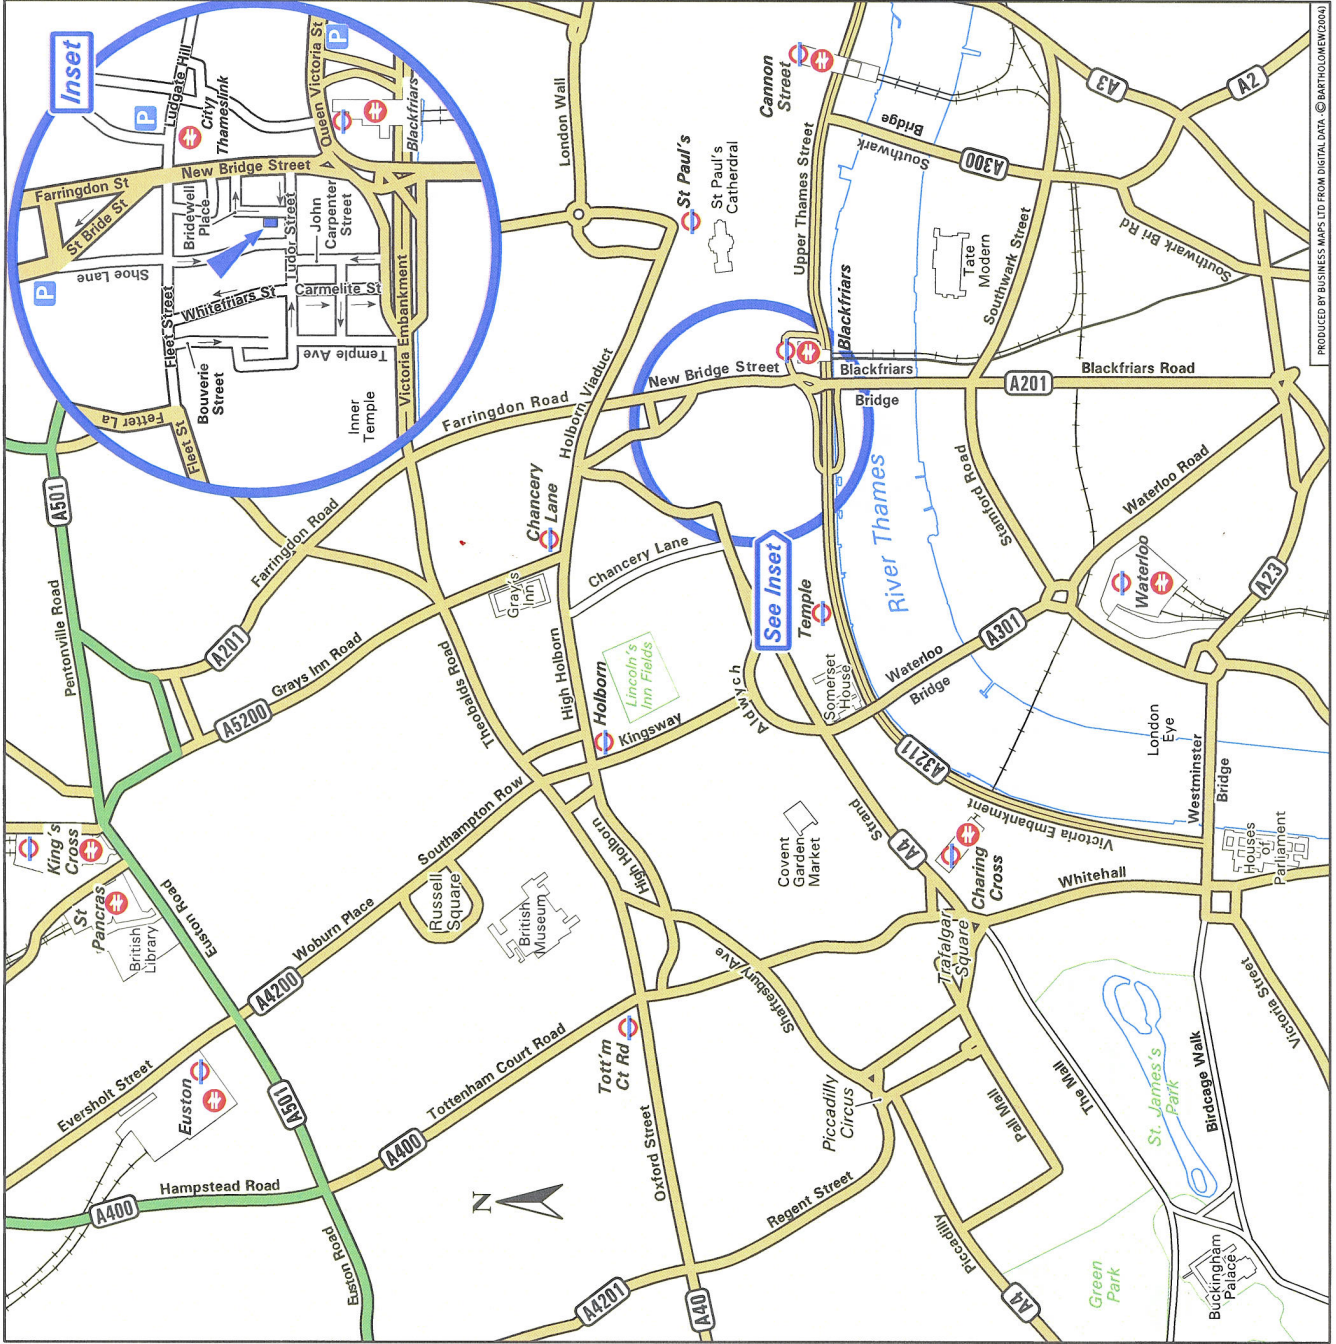 Inset
Ludgate Hill
City
Thameslink
P
P
P
Queen Victoria St
Blackfriars
New Bridge Street
Farringdon St
St Bride St
Shoe Lane
Bridewell
Place
Tudor Street
John
Carpenter
Street
Whitefriars St
Carmelite St
Fleet Street
Temple Ave
Victoria Embankment
Bouverie
Street
Inner
Temple
Fetter La
Fleet St
London Wall
St Paul's
St Paul's
Catherdral
Cannon
Street
Upper Thames Street
Southwark
Bridge
A300
A3
A2
Southwark Bri Rd
Southwark Street
Tate
Modern
Blackfriars
Blackfriars
Bridge
A201
Blackfriars Road
New Bridge Street
Holborn Viaduct
Farringdon Road
Farringdon Road
A501
Pentonville Road
A201
Grays Inn Road
A5200
Theobalds Road
Chancery
Lane
Gray's
Inn
Chancery Lane
High Holborn
Holborn
Lincoln's
Inn Fields
Kingsway
Aldwych
See Inset
Temple
River Thames
Somerset
House
Waterloo
Bridge
A301
Stamford Road
Waterloo Road
Waterloo
A23
A3211
London
Eye
Westminster
Bridge
Victoria Embankment
Houses
of
Parliament
Whitehall
Strand
A4
Charing
Cross
Covent
Garden
Market
Trafalgar
Square
King's
Cross
St
Pancras
British
Library
Euston Road
Southampton Row
Russell
Square
Woburn Place
A4200
British
Museum
High Holborn
Shaftesbury Ave
Eversholt Street
Euston
A501
Tottenham Court Road
A400
Tott'm
Ct Rd
Oxford Street
Hampstead Road
A400
Euston Road
N
Regent Street
Piccadilly
Circus
Pall Mall
The Mall
St. James's
Park
Birdcage Walk
Victoria Street
Piccadilly
A4
Green
Park
Buckingham
Palace
A4201
A40
PRODUCED BY BUSINESS MAPS LTD FROM DIGITAL DATA - © BARTHOLOMEW(2004)